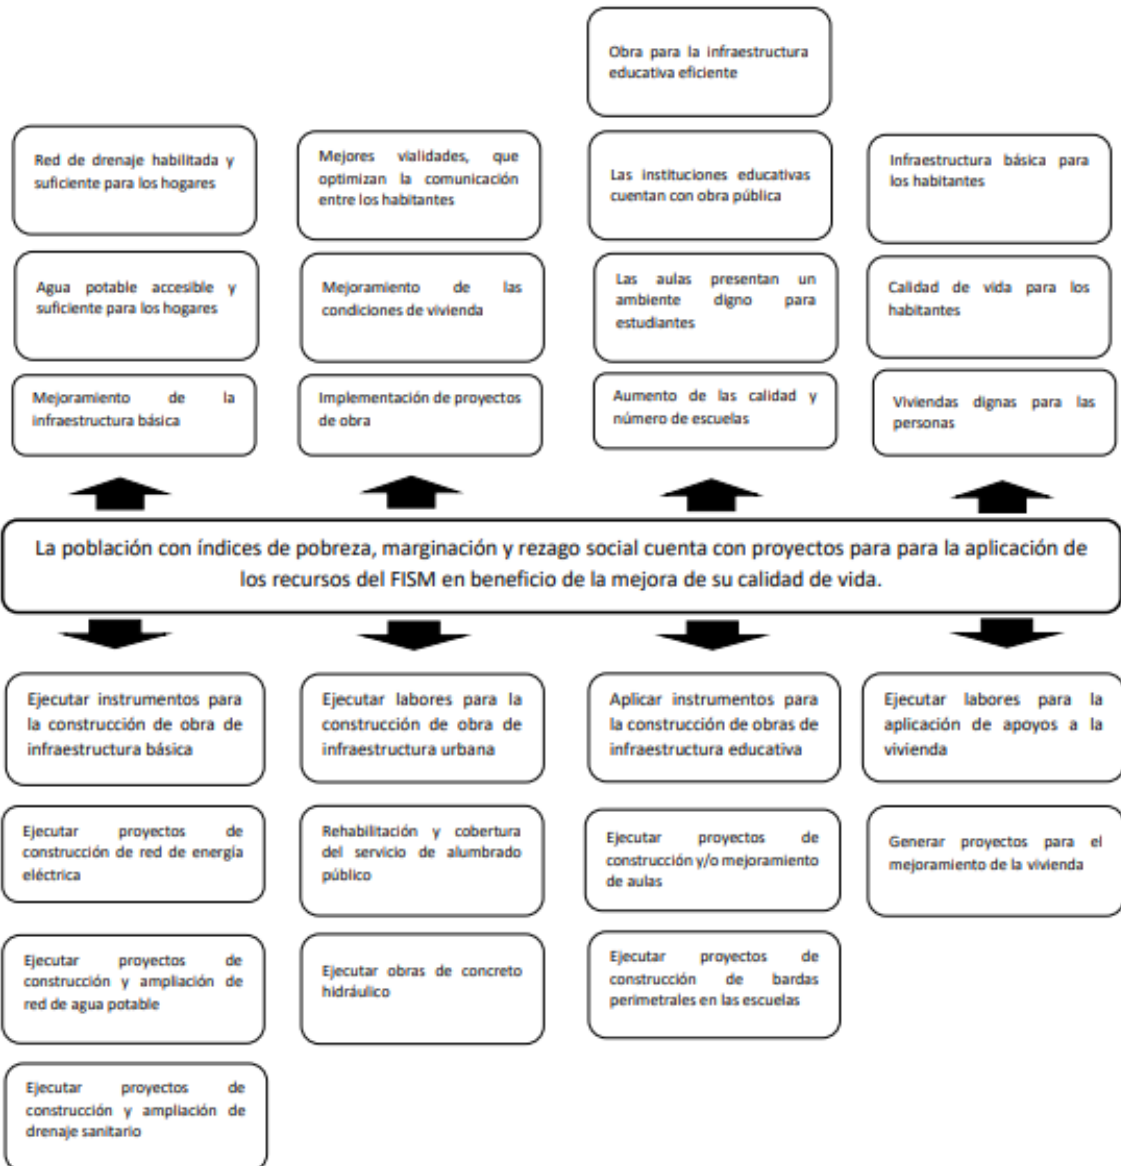 Obra para la infraestructura
educativa eficiente
Red de drenaje habilitada y
suficiente para los hogares
Mejores vialidades, que
optimizan la comunicación
entre los habitantes
Las instituciones educativas
cuentan con obra pública
Infraestructura básica para
los habitantes
Agua potable accesible y
suficiente para los hogares
Mejoramiento de las
condiciones de vivienda
Las aulas presentan un
ambiente digno para
estudiantes
Calidad de vida para los
habitantes
Mejoramiento de la
infraestructura básica
Implementación de proyectos
de obra
Aumento de las calidad y
número de escuelas
Viviendas dignas para las
personas
La población con índices de pobreza, marginación y rezago social cuenta con proyectos para para la aplicación de
los recursos del FISM en beneficio de la mejora de su calidad de vida.
Ejecutar instrumentos para
la construcción de obra de
infraestructura básica
Ejecutar labores para la
construcción de obra de
infraestructura urbana
Aplicar instrumentos para
la construcción de obras de
infraestructura educativa
Ejecutar labores para la
aplicación de apoyos a la
vivienda
Ejecutar proyectos de
construcción de red de energía
eléctrica
Rehabilitación y cobertura
del servicio de alumbrado
público
Ejecutar proyectos de
construcción y/o mejoramiento
de aulas
Generar proyectos para el
mejoramiento de la vivienda
Ejecutar proyectos de
construcción y ampliación de
red de agua potable
Ejecutar obras de concreto
hidráulico
Ejecutar proyectos de
construcción de bardas
perimetrales en las escuelas
Ejecutar proyectos de
construcción y ampliación de
drenaje sanitario